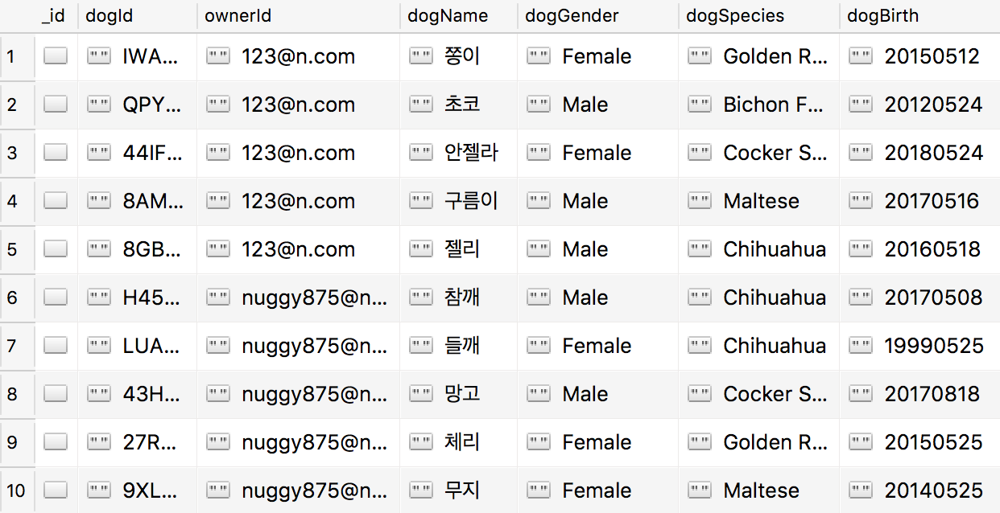 _id dogId ownerId dogName dogGender dogSpecies dogBirth
1 IWA... 123@n.com 쫑이 Female Golden R... 20150512
2 QPY... 123@n.com 초코 Male Bichon F... 20120524
3 44IF... 123@n.com 안젤라 Female Cocker S... 20180524
4 8AM... 123@n.com 구름이 Male Maltese 20170516
5 8GB... 123@n.com 젤리 Male Chihuahua 20160518
6 H45... nuggy875@n... 참깨 Male Chihuahua 20170508
7 LUA... nuggy875@n... 들깨 Female Chihuahua 19990525
8 43H... nuggy875@n... 망고 Male Cocker S... 20170818
9 27R... nuggy875@n... 체리 Female Golden R... 20150525
10 9XL... nuggy875@n... 무지 Female Maltese 20140525